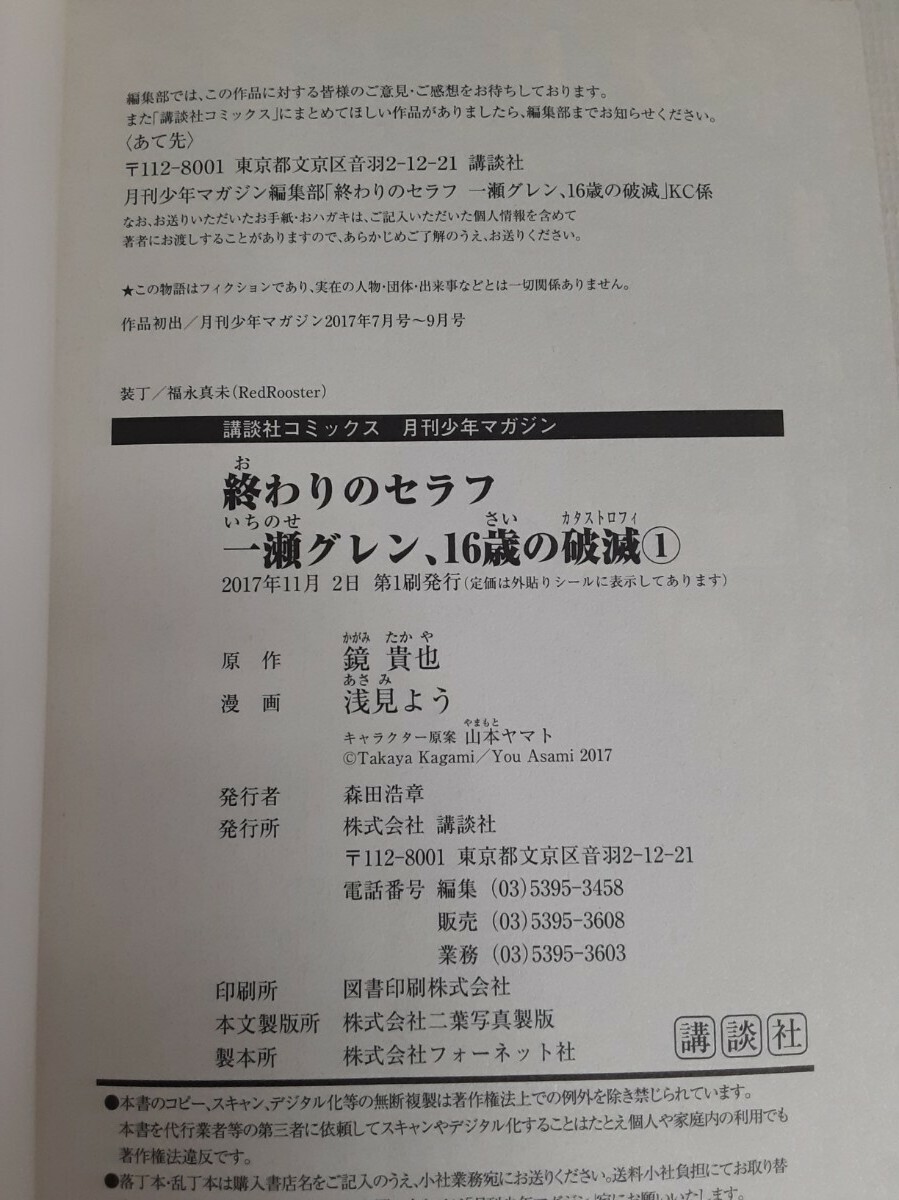 編集部では、この作品に対する皆様のご意見・ご感想をお待ちしております。
また「講談社コミックス」にまとめてほしい作品がありましたら、編集部までお知らせください。
〈あて先〉
〒112-8001 東京都文京区音羽2-12-21 講談社
月刊少年マガジン編集部「終わりのセラフ 一瀬グレン、16歳の破滅」KC係
なお、お送りいただいたお手紙・おハガキは、ご記入いただいた個人情報を含めて
著者にお渡しすることがありますので、あらかじめご了解のうえ、お送りください。
★この物語はフィクションであり、実在の人物・団体・出来事などとは一切関係ありません。
作品初出／月刊少年マガジン2017年7月号〜9月号
装丁／福永真未(RedRooster)
講談社コミックス 月刊少年マガジン
お
終わりのセラフ
いちのせ さい カタストロフィ
一瀬グレン、16歳の破滅①
2017年11月 2日 第1刷発行(定価は外貼りシールに表示してあります)
かがみ たか や
原作 鏡 貴也
あさ み
漫画 浅見よう
やまもと
キャラクター原案 山本ヤマト
©Takaya Kagami／You Asami 2017
発行者 森田浩章
発行所 株式会社 講談社
〒112-8001 東京都文京区音羽2-12-21
電話番号 編集 (03)5395-3458
販売 (03)5395-3608
業務 (03)5395-3603
印刷所 図書印刷株式会社
本文製版所 株式会社二葉写真製版
製本所 株式会社フォーネット社
講談社
●本書のコピー、スキャン、デジタル化等の無断複製は著作権法上での例外を除き禁じられています。
本書を代行業者等の第三者に依頼してスキャンやデジタル化することはたとえ個人や家庭内の利用でも
著作権法違反です。
●落丁本・乱丁本は購入書店名をご記入のうえ、小社業務宛にお送りください。送料小社負担にてお取り替
月刊少年マガジン」宛にお願いいたします。